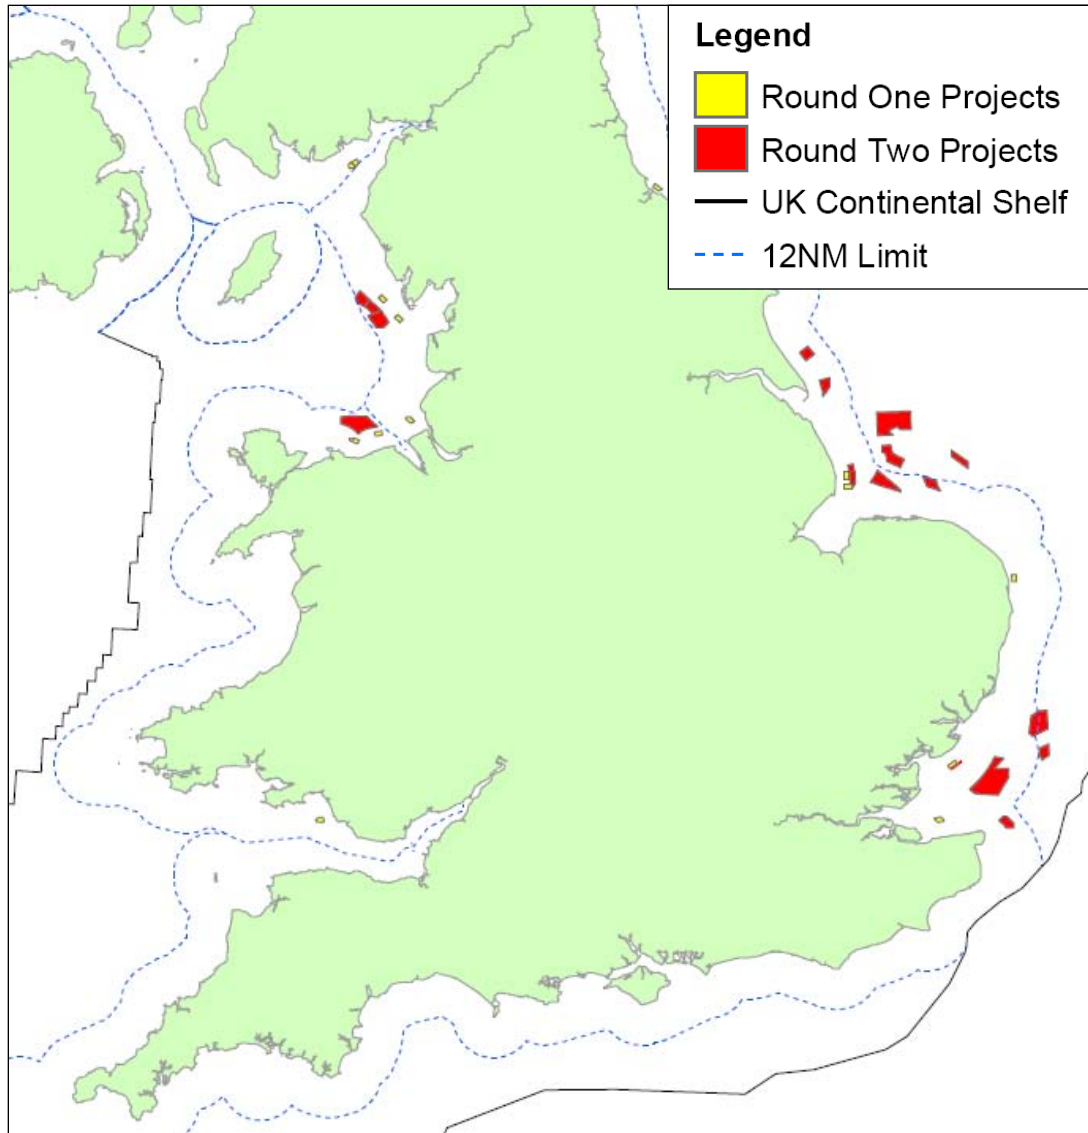 Legend
Round One Projects
Round Two Projects
UK Continental Shelf
12NM Limit